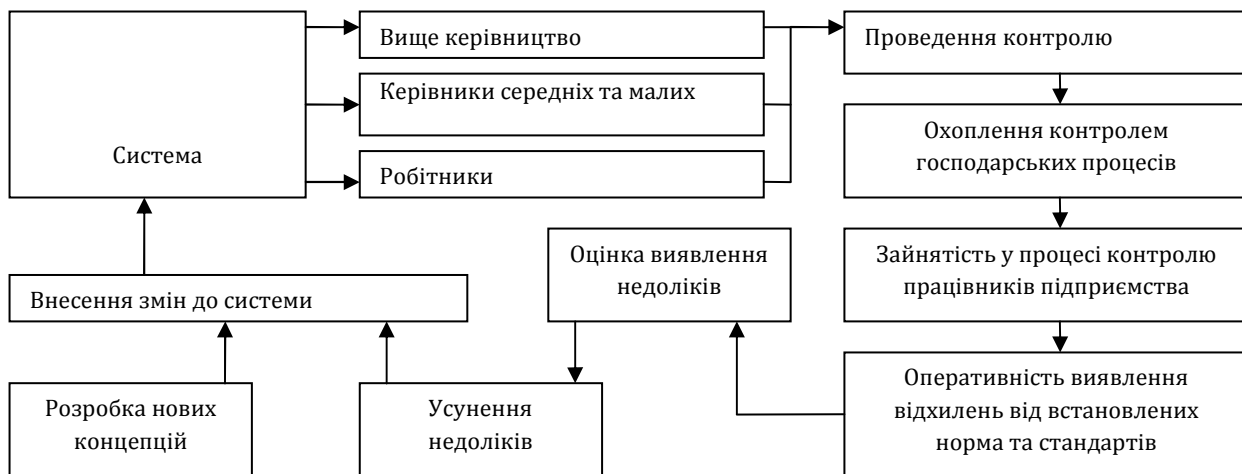 Система
Вище керівництво
Керівники середніх та малих
Робітники
Проведення контролю
Охоплення контролем
господарських процесів
Зайнятість у процесі контролю
працівників підприємства
Оперативність виявлення
відхилень від встановлених
норма та стандартів
Оцінка виявлення
недоліків
Усунення
недоліків
Внесення змін до системи
Розробка нових
концепцій